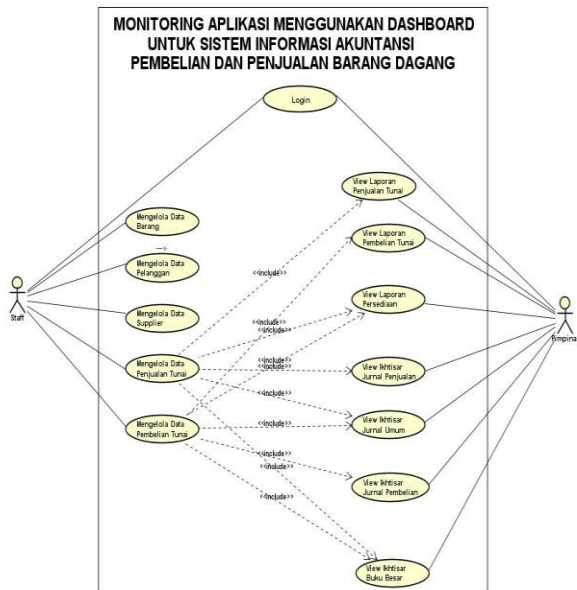 MONITORING APLIKASI MENGGUNAKAN DASHBOARD
UNTUK SISTEM INFORMASI AKUNTANSI
PEMBELIAN DAN PENJUALAN BARANG DAGANG
Login
View Laporan
Penjualan Tunai
Mengelola Data
Barang
View Laporan
Pembelian Tunai
Mengelola Data
Pelanggan
<<include>>
View Laporan
Persediaan
Staff
Pimpina
Mengelola Data
Supplier
<<include>>
<<include>>
Mengelola Data
Penjualan Tunai
<<include>>
<<include>>
View Ikhtisar
Jurnal Penjualan
<<include>>
Mengelola Data
Pembelian Tunai
<<include>>
View Ikhtisar
Jurnal Umum
<<include>>
<<include>>
<<include>>
View Ikhtisar
Jurnal Pembelian
<<include>>
View Ikhtisar
Buku Besar